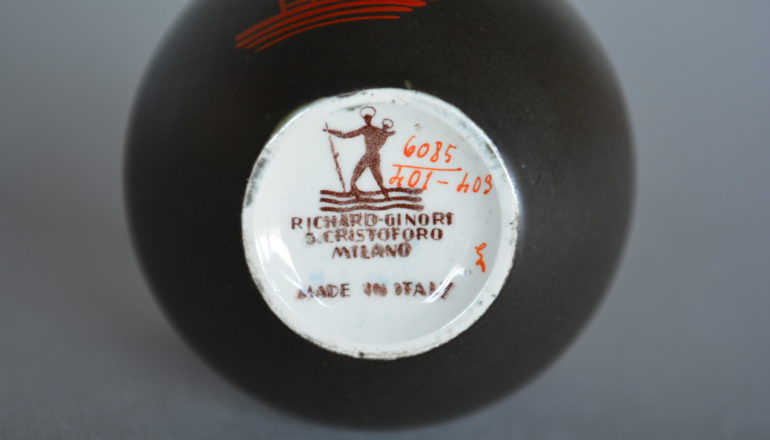 6085
401-409
RICHARD-GINORI
S. CRISTOFORO
MILANO
MADE IN ITALY